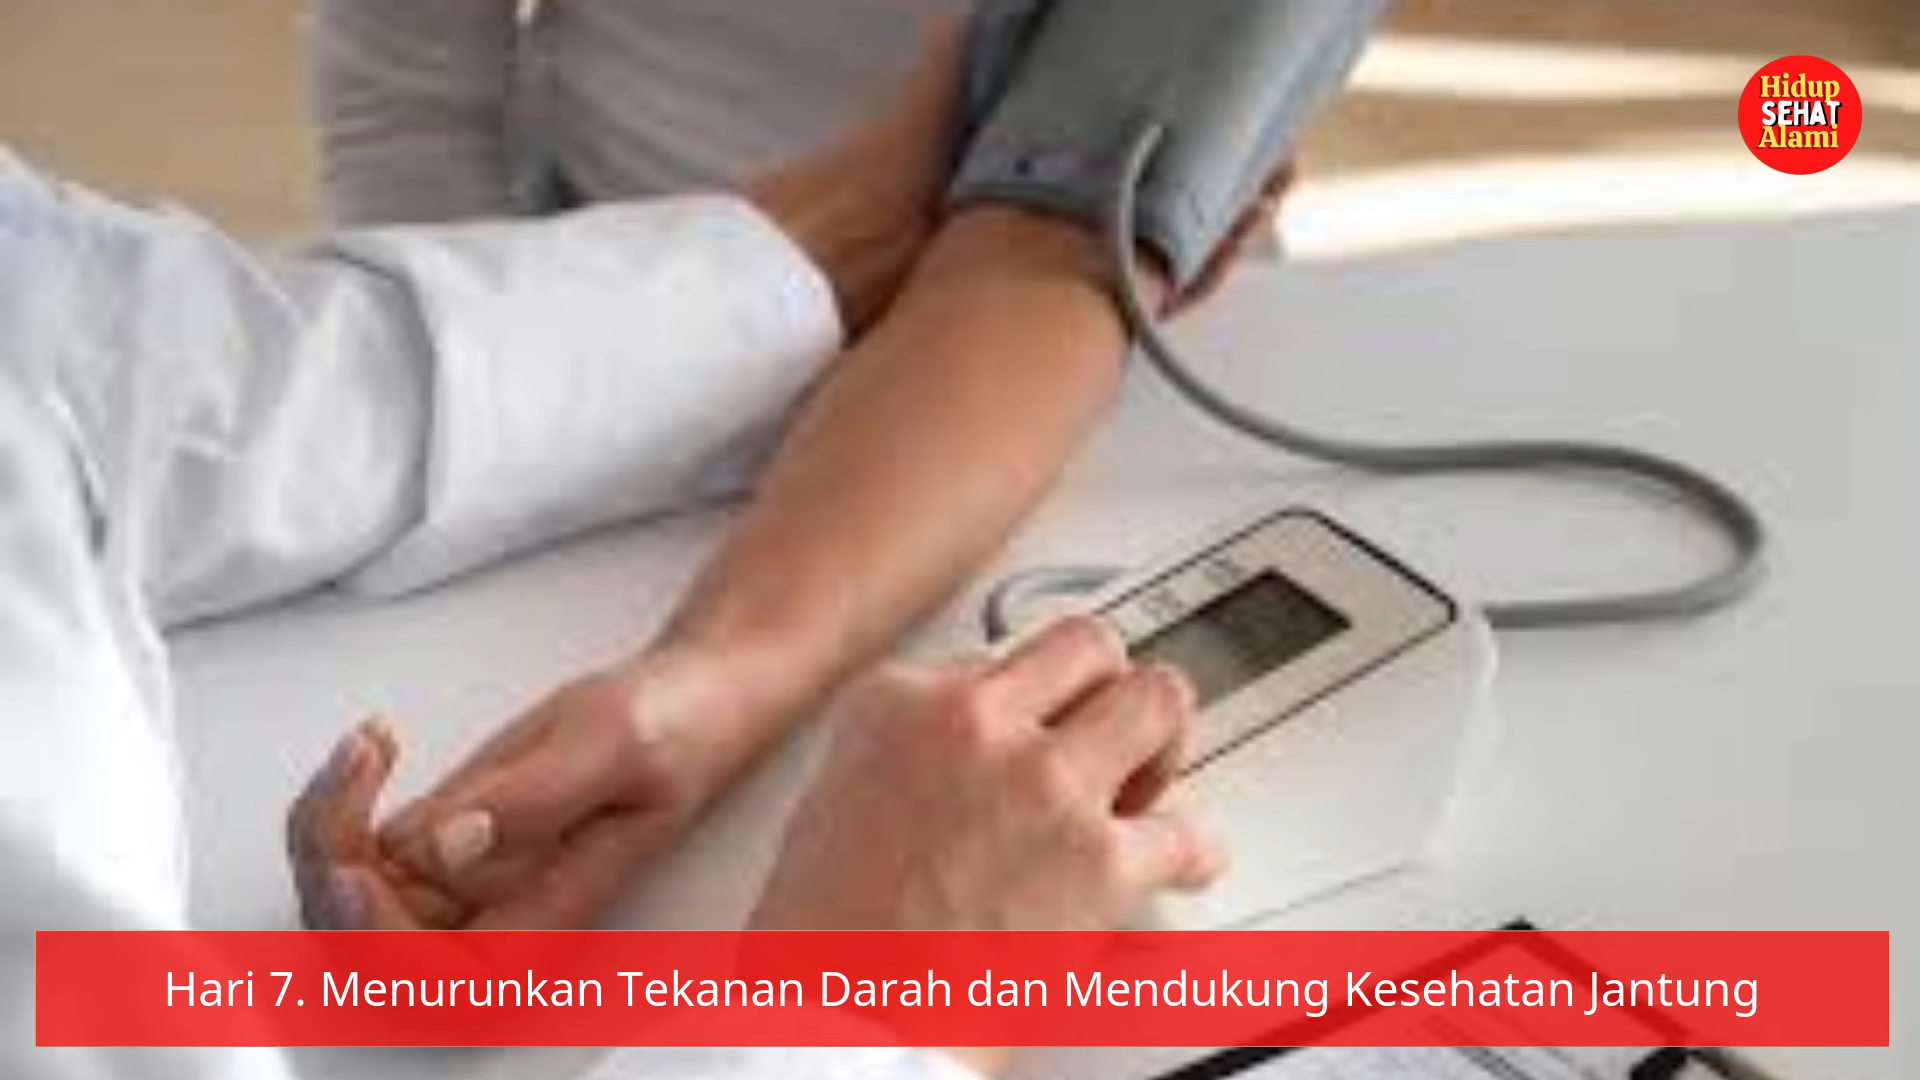 Hidup
SEHAT
Alami
Hari 7. Menurunkan Tekanan Darah dan Mendukung Kesehatan Jantung